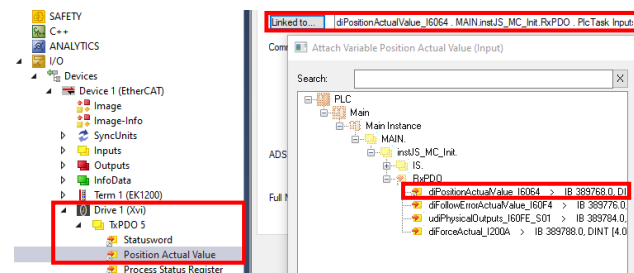 SAFETY
C++
ANALYTICS
I/O
Devices
Device 1 (EtherCAT)
Image
Image-Info
SyncUnits
Inputs
Outputs
InfoData
Term 1 (EK1200)
Drive 1 (Xvi)
TxPDO 5
Statusword
Position Actual Value
Process Status Register
Linked to...
diPositionActualValue_I6064 . MAIN.instJS_MC_Init.RxPDO . PlcTask Inputs
Com
ADS
Full
Attach Variable Position Actual Value (Input)
Search:
X
PLC
Main
Main Instance
MAIN.
instJS_MC_Init.
IS.
RxPDO
diPositionActualValue_I6064 > IB 389768.0, DI
diFollowErrorActualValue_I60F4 > IB 389776.0,
udiPhysicalOutputs_I60FE_S01 > IB 389784.0,
diForceActual_I200A > IB 389788.0, DINT [4.0